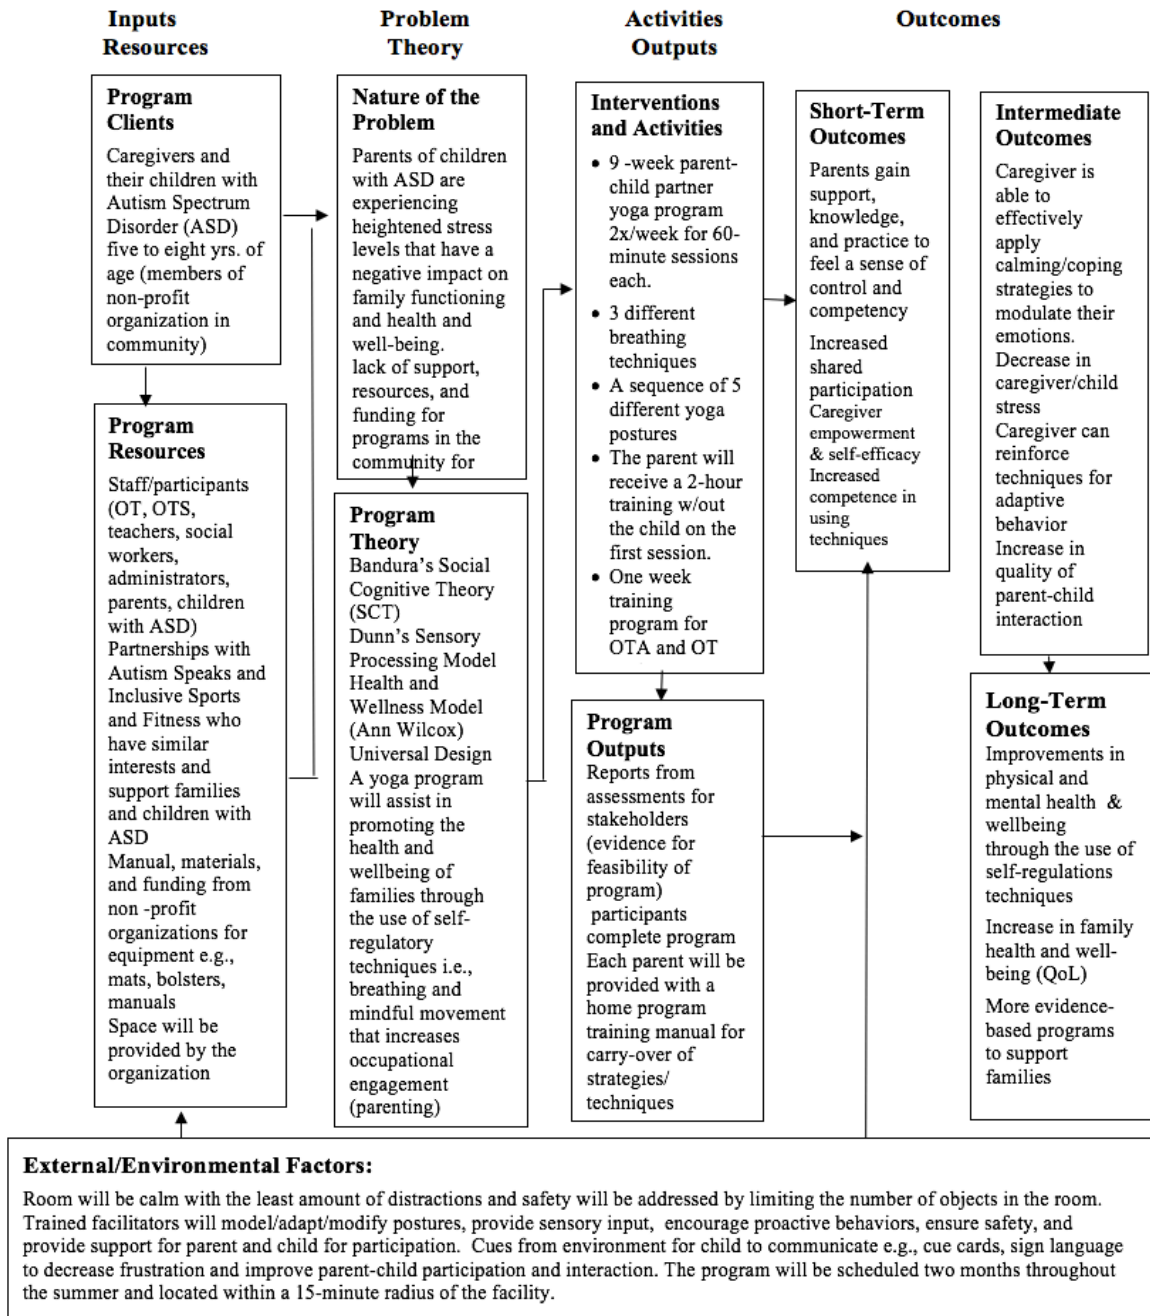 Inputs
Resources
Problem
Theory
Activities
Outputs
Outcomes
Program
Clients
Caregivers and
their children with
Autism Spectrum
Disorder (ASD)
five to eight yrs. of
age (members of
non-profit
organization in
community)
Program
Resources
Staff/participants
(OT, OTS,
teachers, social
workers,
administrators,
parents, children
with ASD)
Partnerships with
Autism Speaks and
Inclusive Sports
and Fitness who
have similar
interests and
support families
and children with
ASD
Manual, materials,
and funding from
non -profit
organizations for
equipment e.g.,
mats, bolsters,
manuals
Space will be
provided by the
organization
Nature of the
Problem
Parents of children
with ASD are
experiencing
heightened stress
levels that have a
negative impact on
family functioning
and health and
well-being.
lack of support,
resources, and
funding for
programs in the
community for
Program
Theory
Bandura's Social
Cognitive Theory
(SCT)
Dunn's Sensory
Processing Model
Health and
Wellness Model
(Ann Wilcox)
Universal Design
A yoga program
will assist in
promoting the
health and
wellbeing of
families through
the use of self-
regulatory
techniques i.e.,
breathing and
mindful movement
that increases
occupational
engagement
(parenting)
Interventions
and Activities
• 9 -week parent-
child partner
yoga program
2x/week for 60-
minute sessions
each.
• 3 different
breathing
techniques
• A sequence of 5
different yoga
postures
• The parent will
receive a 2-hour
training w/out
the child on the
first session.
• One week
training
program for
OTA and OT
Program
Outputs
Reports from
assessments for
stakeholders
(evidence for
feasibility of
program)
participants
complete program
Each parent will be
provided with a
home program
training manual for
carry-over of
strategies/
techniques
Short-Term
Outcomes
Parents gain
support,
knowledge,
and practice to
feel a sense of
control and
competency
Increased
shared
participation
Caregiver
empowerment
& self-efficacy
Increased
competence in
using
techniques
Intermediate
Outcomes
Caregiver is
able to
effectively
apply
calming/coping
strategies to
modulate their
emotions.
Decrease in
caregiver/child
stress
Caregiver can
reinforce
techniques for
adaptive
behavior
Increase in
quality of
parent-child
interaction
Long-Term
Outcomes
Improvements in
physical and
mental health &
wellbeing
through the use of
self-regulations
techniques
Increase in family
health and well-
being (QoL)
More evidence-
based programs
to support
families
External/Environmental Factors:
Room will be calm with the least amount of distractions and safety will be addressed by limiting the number of objects in the room.
Trained facilitators will model/adapt/modify postures, provide sensory input, encourage proactive behaviors, ensure safety, and
provide support for parent and child for participation. Cues from environment for child to communicate e.g., cue cards, sign language
to decrease frustration and improve parent-child participation and interaction. The program will be scheduled two months throughout
the summer and located within a 15-minute radius of the facility.